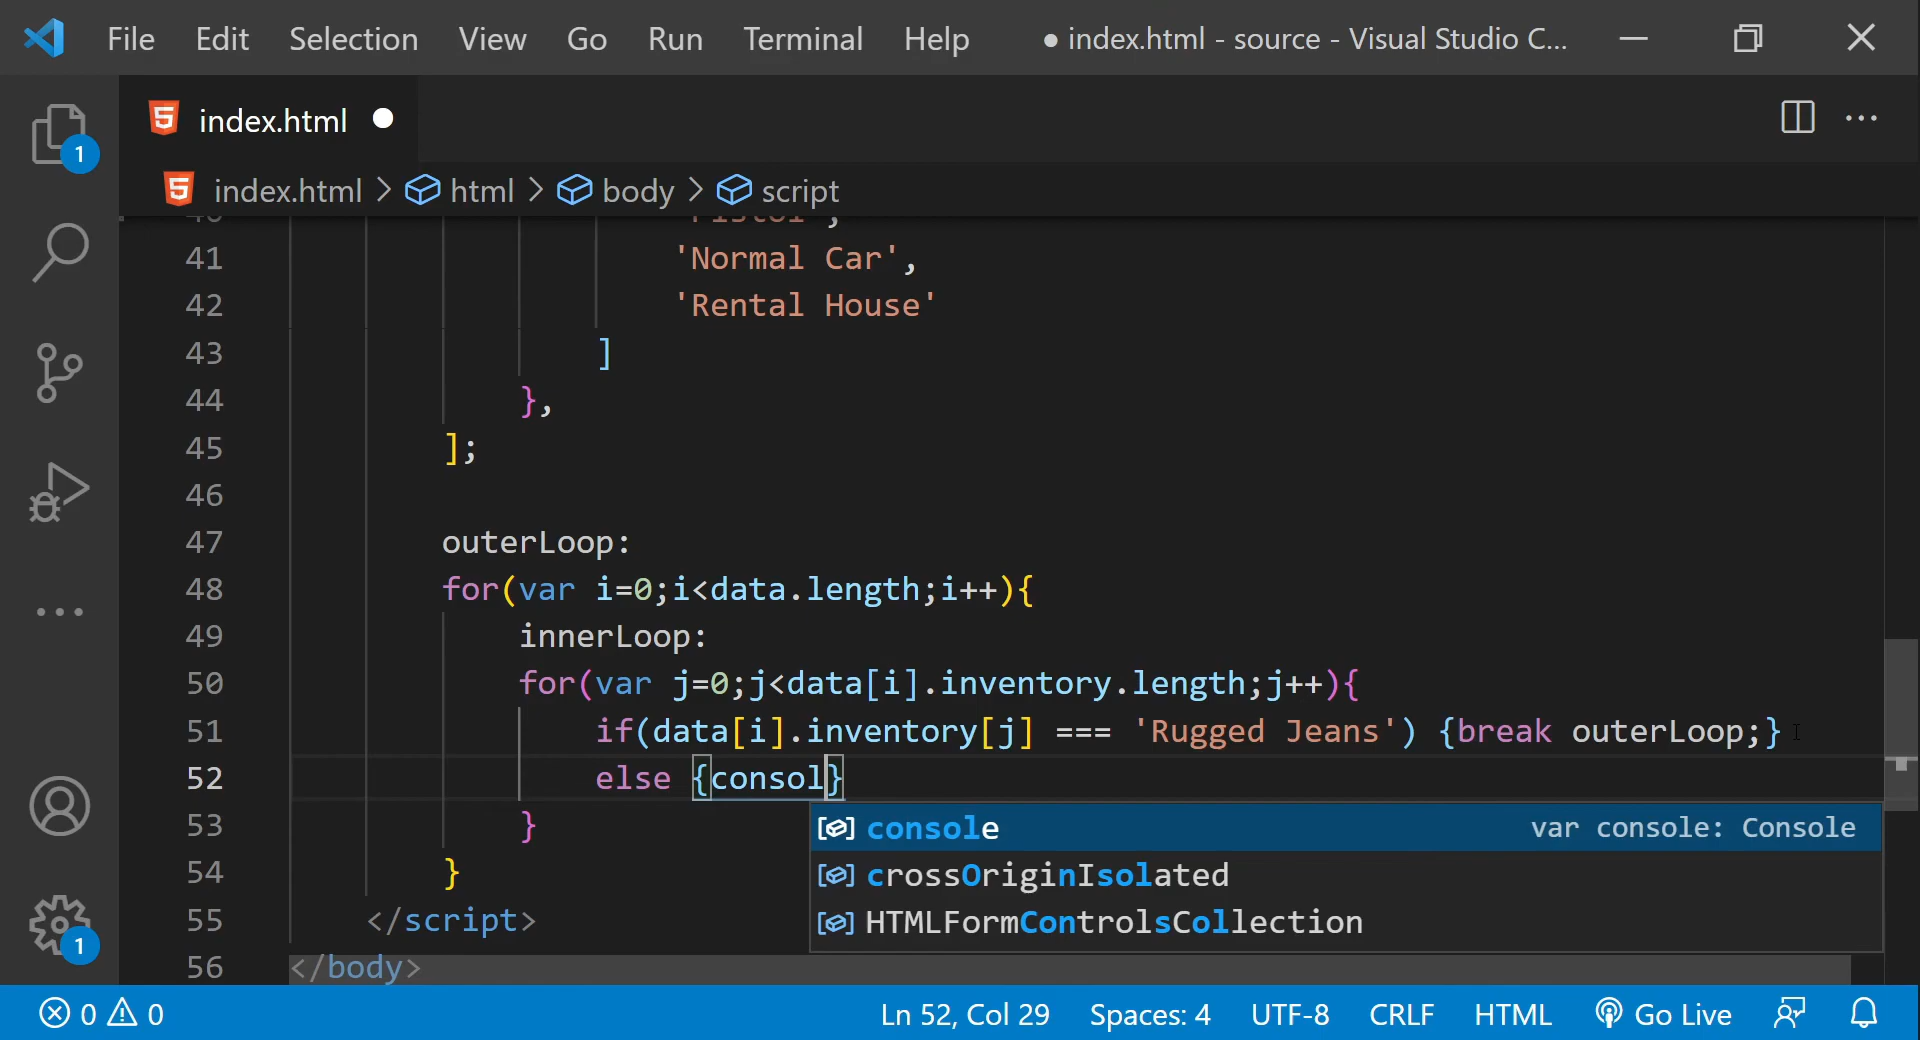 File Edit Selection View Go Run Terminal Help ● index.html - source - Visual Studio C...
index.html ●
1
index.html > html > body > script
40 'Pistol',
41 'Normal Car',
42 'Rental House'
43 ]
44 },
45 ];
46
47 outerLoop:
48 for(var i=0;i<data.length;i++){
49 innerLoop:
50 for(var j=0;j<data[i].inventory.length;j++){
51 if(data[i].inventory[j] === 'Rugged Jeans') {break outerLoop;}
52 else {consol}
53 }
console var console: Console
54 }
crossOriginIsolated
55 </script>
HTMLFormControlsCollection
1
56 </body>
0 0 Ln 52, Col 29 Spaces: 4 UTF-8 CRLF HTML Go Live